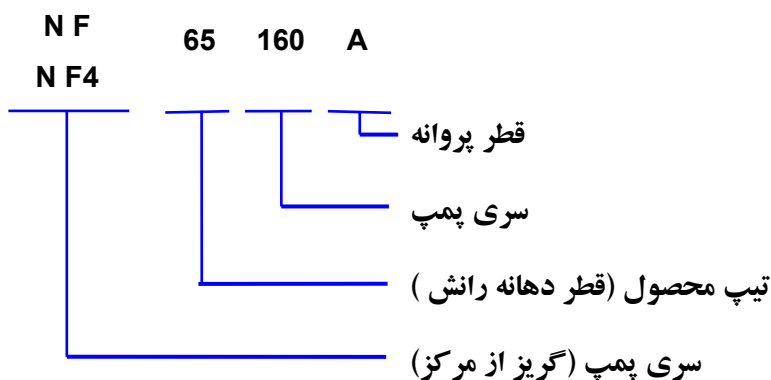 N F 65 160 A
N F4
قطر پروانه
سری پمپ
تیپ محصول (قطر دهانه رانش )
سری پمپ (گریز از مرکز)